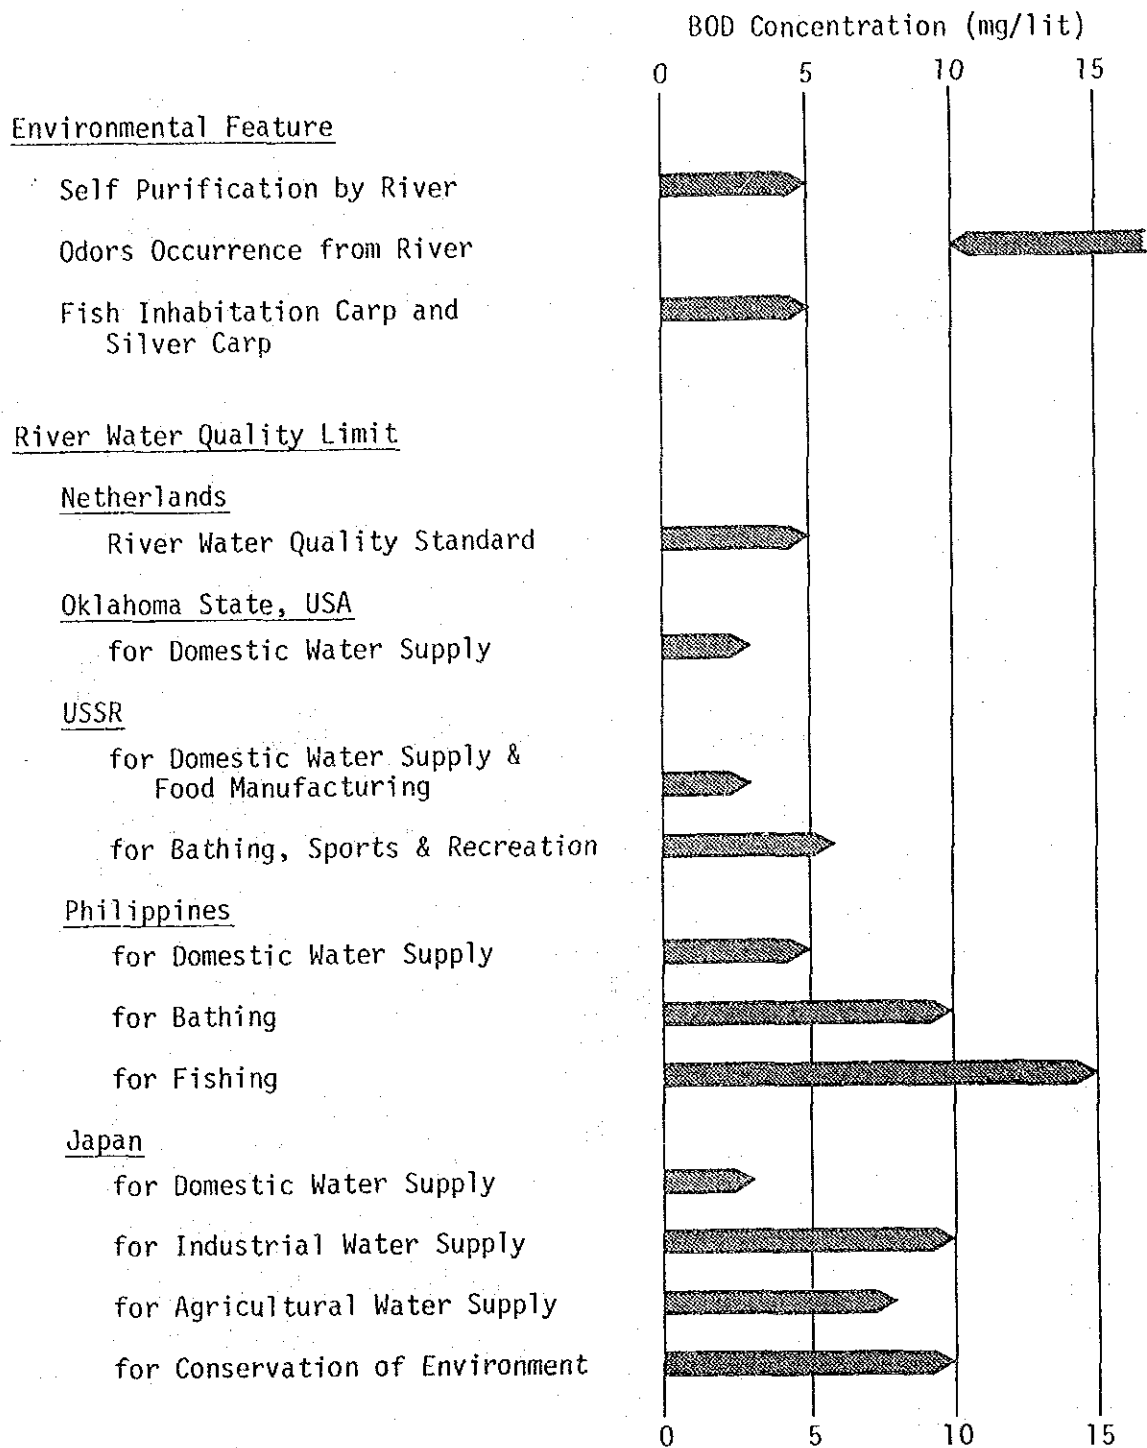 BOD Concentration (mg/lit)
0 5 10 15
Environmental Feature
Self Purification by River
Odors Occurrence from River
Fish Inhabitation Carp and
Silver Carp
River Water Quality Limit
Netherlands
River Water Quality Standard
Oklahoma State, USA
for Domestic Water Supply
USSR
for Domestic Water Supply &
Food Manufacturing
for Bathing, Sports & Recreation
Philippines
for Domestic Water Supply
for Bathing
for Fishing
Japan
for Domestic Water Supply
for Industrial Water Supply
for Agricultural Water Supply
for Conservation of Environment
0 5 10 15